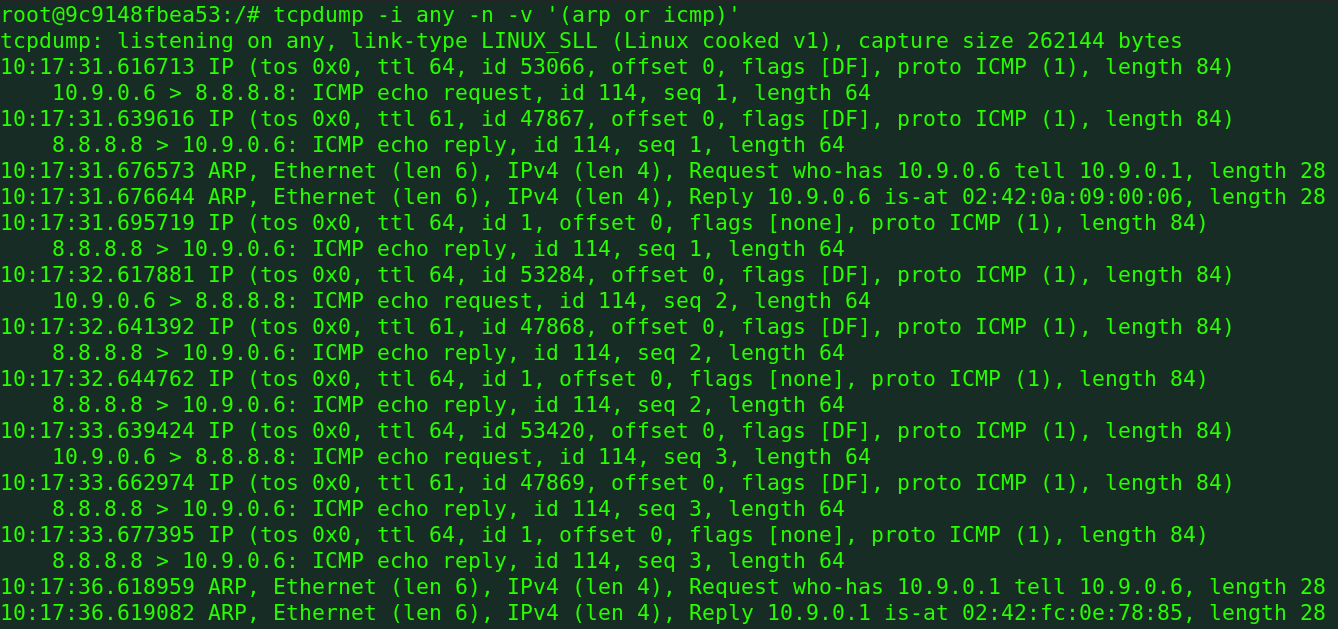 root@9c9148fbea53:/# tcpdump -i any -n -v '(arp or icmp)'
tcpdump: listening on any, link-type LINUX_SLL (Linux cooked v1), capture size 262144 bytes
10:17:31.616713 IP (tos 0x0, ttl 64, id 53066, offset 0, flags [DF], proto ICMP (1), length 84)
    10.9.0.6 > 8.8.8.8: ICMP echo request, id 114, seq 1, length 64
10:17:31.639616 IP (tos 0x0, ttl 61, id 47867, offset 0, flags [DF], proto ICMP (1), length 84)
    8.8.8.8 > 10.9.0.6: ICMP echo reply, id 114, seq 1, length 64
10:17:31.676573 ARP, Ethernet (len 6), IPv4 (len 4), Request who-has 10.9.0.6 tell 10.9.0.1, length 28
10:17:31.676644 ARP, Ethernet (len 6), IPv4 (len 4), Reply 10.9.0.6 is-at 02:42:0a:09:00:06, length 28
10:17:31.695719 IP (tos 0x0, ttl 64, id 1, offset 0, flags [none], proto ICMP (1), length 84)
    8.8.8.8 > 10.9.0.6: ICMP echo reply, id 114, seq 1, length 64
10:17:32.617881 IP (tos 0x0, ttl 64, id 53284, offset 0, flags [DF], proto ICMP (1), length 84)
    10.9.0.6 > 8.8.8.8: ICMP echo request, id 114, seq 2, length 64
10:17:32.641392 IP (tos 0x0, ttl 61, id 47868, offset 0, flags [DF], proto ICMP (1), length 84)
    8.8.8.8 > 10.9.0.6: ICMP echo reply, id 114, seq 2, length 64
10:17:32.644762 IP (tos 0x0, ttl 64, id 1, offset 0, flags [none], proto ICMP (1), length 84)
    8.8.8.8 > 10.9.0.6: ICMP echo reply, id 114, seq 2, length 64
10:17:33.639424 IP (tos 0x0, ttl 64, id 53420, offset 0, flags [DF], proto ICMP (1), length 84)
    10.9.0.6 > 8.8.8.8: ICMP echo request, id 114, seq 3, length 64
10:17:33.662974 IP (tos 0x0, ttl 61, id 47869, offset 0, flags [DF], proto ICMP (1), length 84)
    8.8.8.8 > 10.9.0.6: ICMP echo reply, id 114, seq 3, length 64
10:17:33.677395 IP (tos 0x0, ttl 64, id 1, offset 0, flags [none], proto ICMP (1), length 84)
    8.8.8.8 > 10.9.0.6: ICMP echo reply, id 114, seq 3, length 64
10:17:36.618959 ARP, Ethernet (len 6), IPv4 (len 4), Request who-has 10.9.0.1 tell 10.9.0.6, length 28
10:17:36.619082 ARP, Ethernet (len 6), IPv4 (len 4), Reply 10.9.0.1 is-at 02:42:fc:0e:78:85, length 28